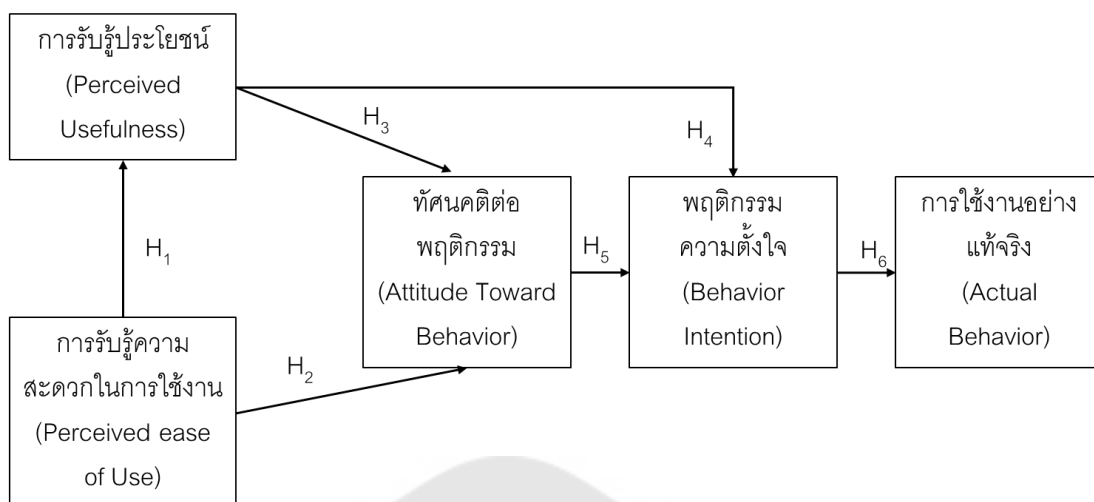 การรับรู้ประโยชน์
(Perceived
Usefulness)
H3
H4
H1
ทัศนคติต่อ
พฤติกรรม
(Attitude Toward
Behavior)
H5
พฤติกรรม
ความตั้งใจ
(Behavior
Intention)
H6
การใช้งานอย่าง
แท้จริง
(Actual
Behavior)
การรับรู้ความ
สะดวกในการใช้งาน
(Perceived ease
of Use)
H2